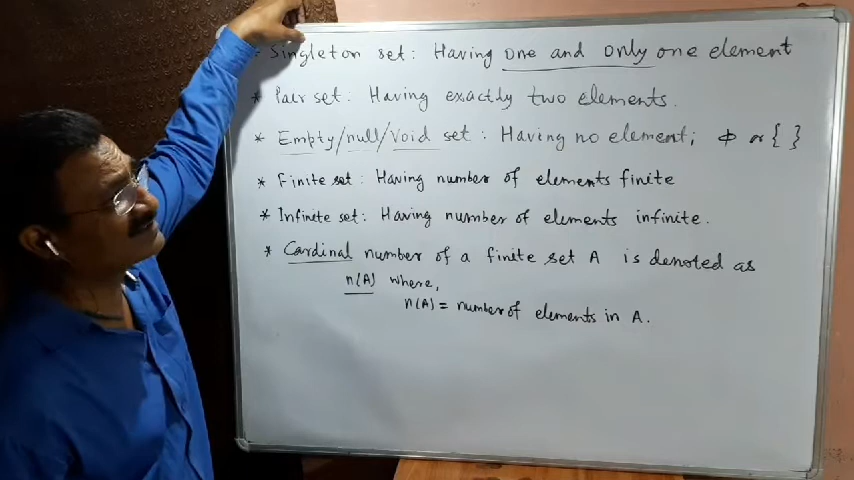 * Singleton set: Having one and only one element
* Pair set: Having exactly two elements.
* Empty/null/Void set: Having no element; Φ or { }
* Finite set: Having number of elements finite
* Infinite set: Having number of elements infinite.
* Cardinal number of a finite set A is denoted as
n(A) where,
n(A) = number of elements in A.